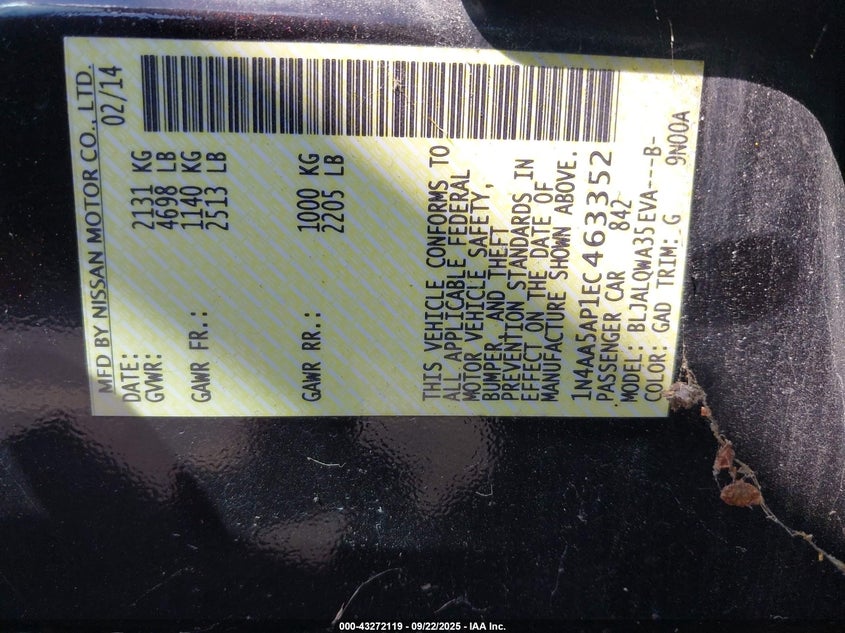 MFD BY NISSAN MOTOR CO., LTD.
DATE: 02/14
GVWR: 2131 KG
4698 LB
GAWR FR.: 1140 KG
2513 LB
GAWR RR.: 1000 KG
2205 LB
THIS VEHICLE CONFORMS TO
ALL APPLICABLE FEDERAL
MOTOR VEHICLE SAFETY,
BUMPER, AND THEFT
PREVENTION STANDARDS IN
EFFECT ON THE DATE OF
MANUFACTURE SHOWN ABOVE.
1N4AA5AP1EC463352
PASSENGER CAR 842
MODEL: BLJALQWA35EVA---B-
COLOR: GAD TRIM: G 9N00A
000-43272119 - 09/22/2025 - IAA Inc.